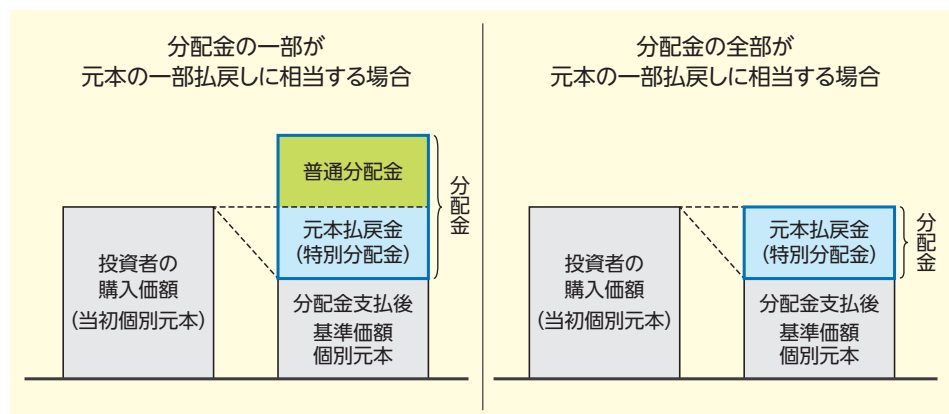 分配金の一部が
元本の一部払戻しに相当する場合
普通分配金
元本払戻金
(特別分配金)
分配金
投資者の
購入価額
(当初個別元本)
分配金支払後
基準価額
個別元本
分配金の全部が
元本の一部払戻しに相当する場合
元本払戻金
(特別分配金)
分配金
投資者の
購入価額
(当初個別元本)
分配金支払後
基準価額
個別元本